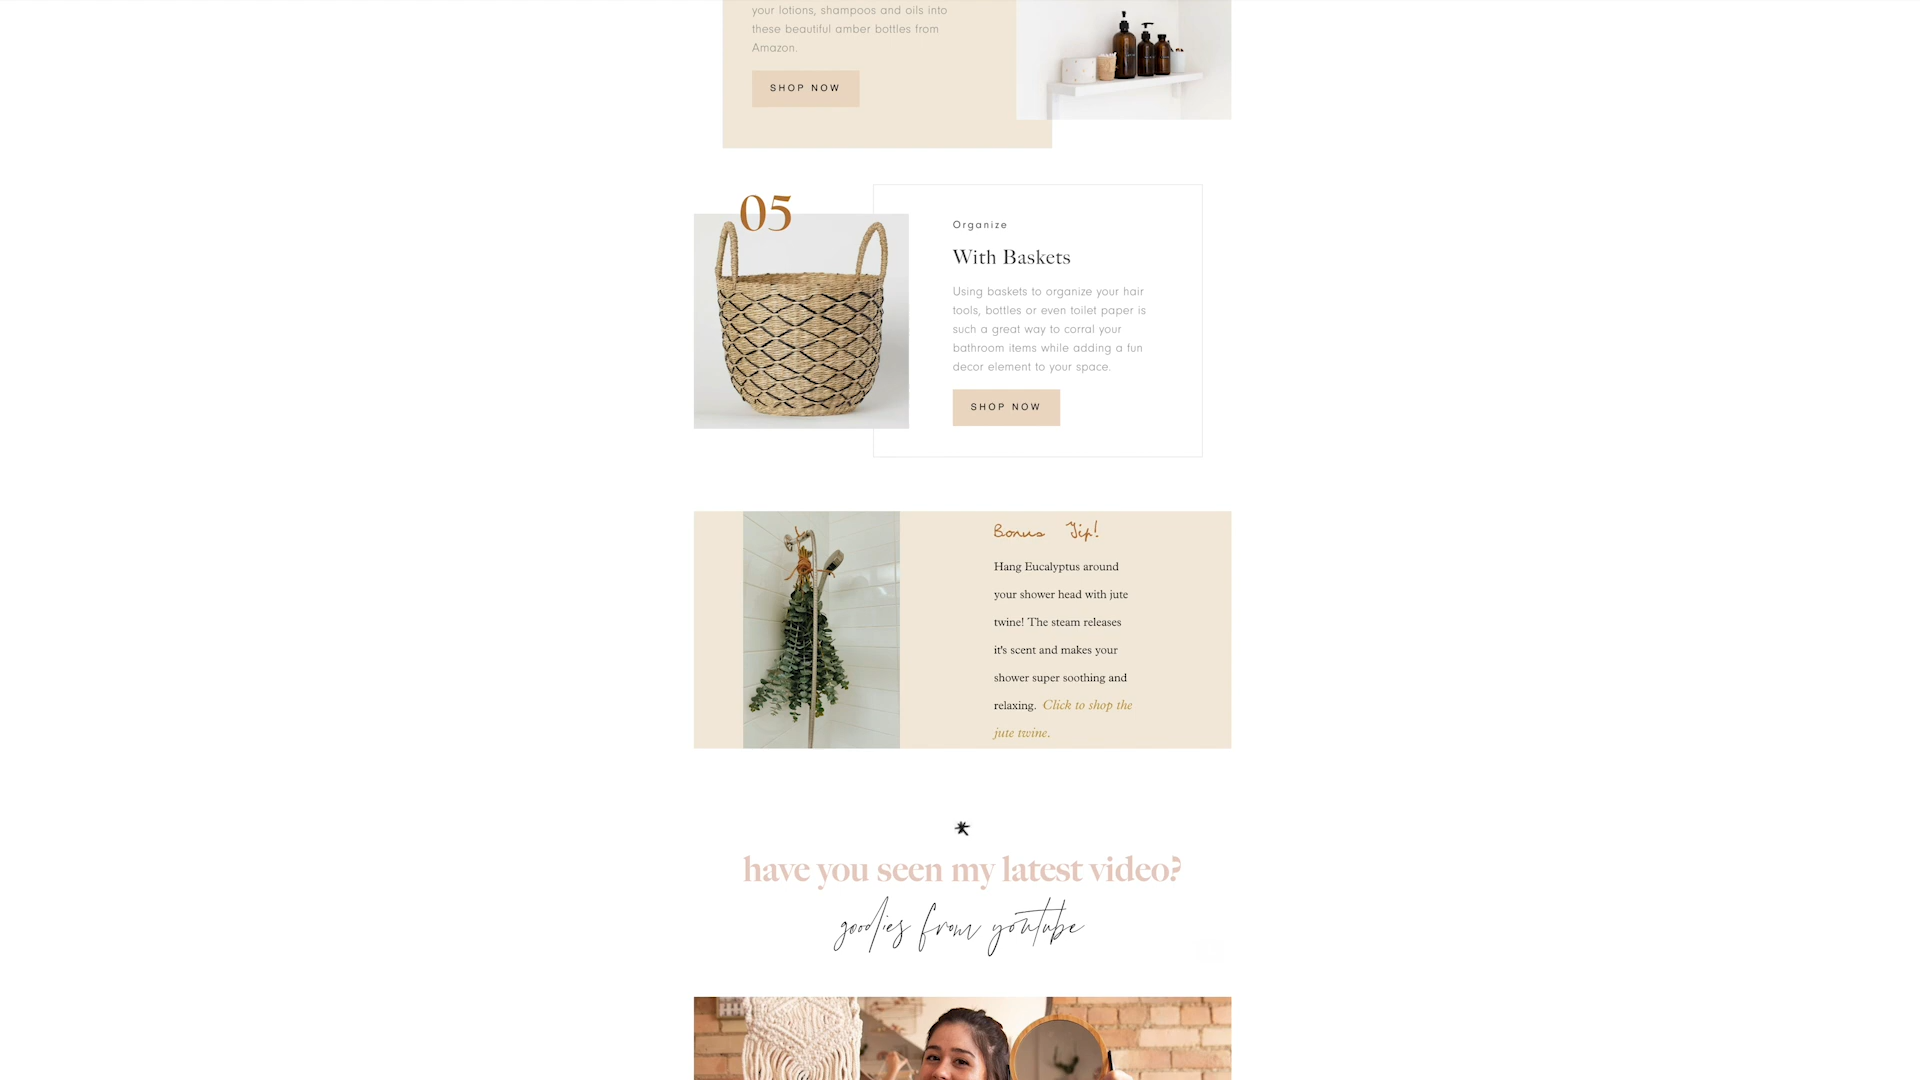 your lotions, shampoos and oils into
these beautiful amber bottles from
Amazon.
SHOP NOW
05
Organize
With Baskets
Using baskets to organize your hair
tools, bottles or even toilet paper is
such a great way to corral your
bathroom items while adding a fun
decor element to your space.
SHOP NOW
Bonus Tip!
Hang Eucalyptus around
your shower head with jute
twine! The steam releases
it's scent and makes your
shower super soothing and
relaxing. Click to shop the
jute twine.
have you seen my latest video?
goodies from youtube